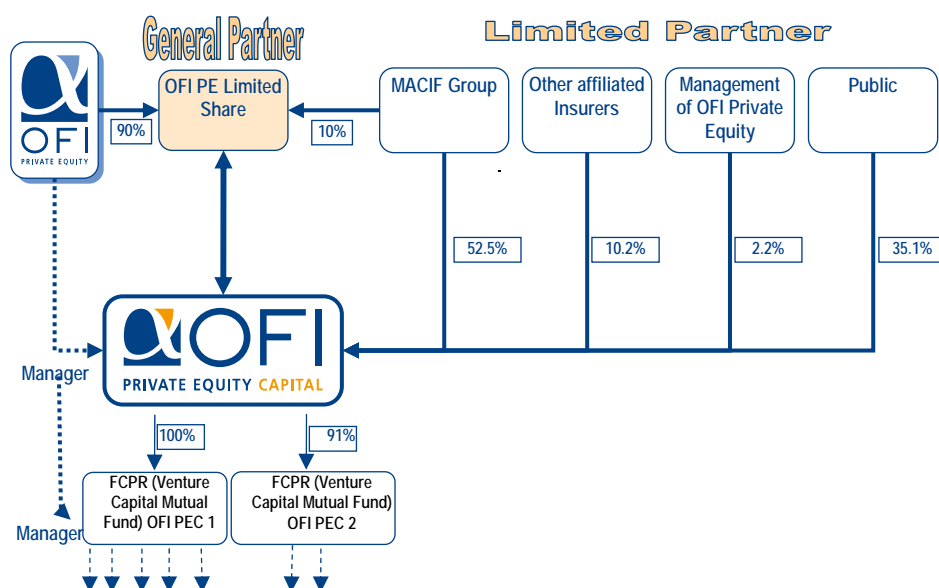 General Partner
Limited Partner
OFI
PRIVATE EQUITY
90%
OFI PE Limited
Share
10%
MACIF Group
Other affiliated
Insurers
Management
of OFI Private
Equity
Public
52.5%
10.2%
2.2%
35.1%
Manager
OFI
PRIVATE EQUITY CAPITAL
100%
91%
FCPR (Venture
Capital Mutual
Fund) OFI PEC 1
FCPR (Venture
Capital Mutual Fund)
OFI PEC 2
Manager